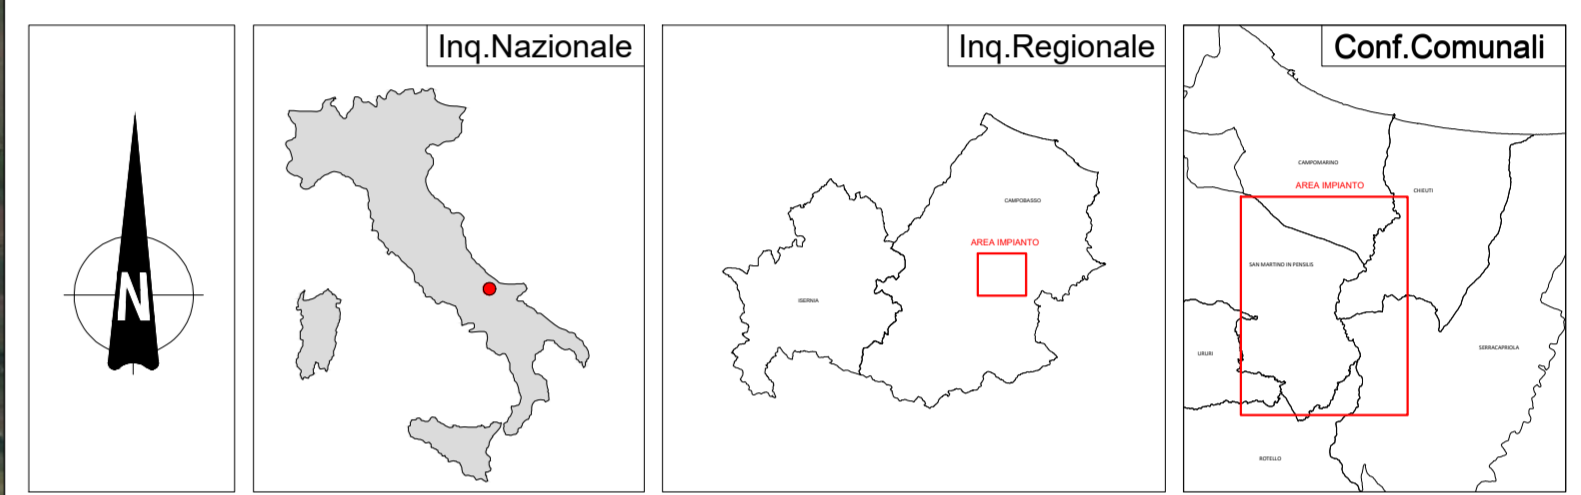 N
Inq.Nazionale
Inq.Regionale
CAMPOBASSO
AREA IMPIANTO
ISERNIA
Conf.Comunali
CAMPOMARINO
AREA IMPIANTO
CHIEUTI
SAN MARTINO IN PENSILIS
URURI
SERRACAPRIOLA
ROTELLO